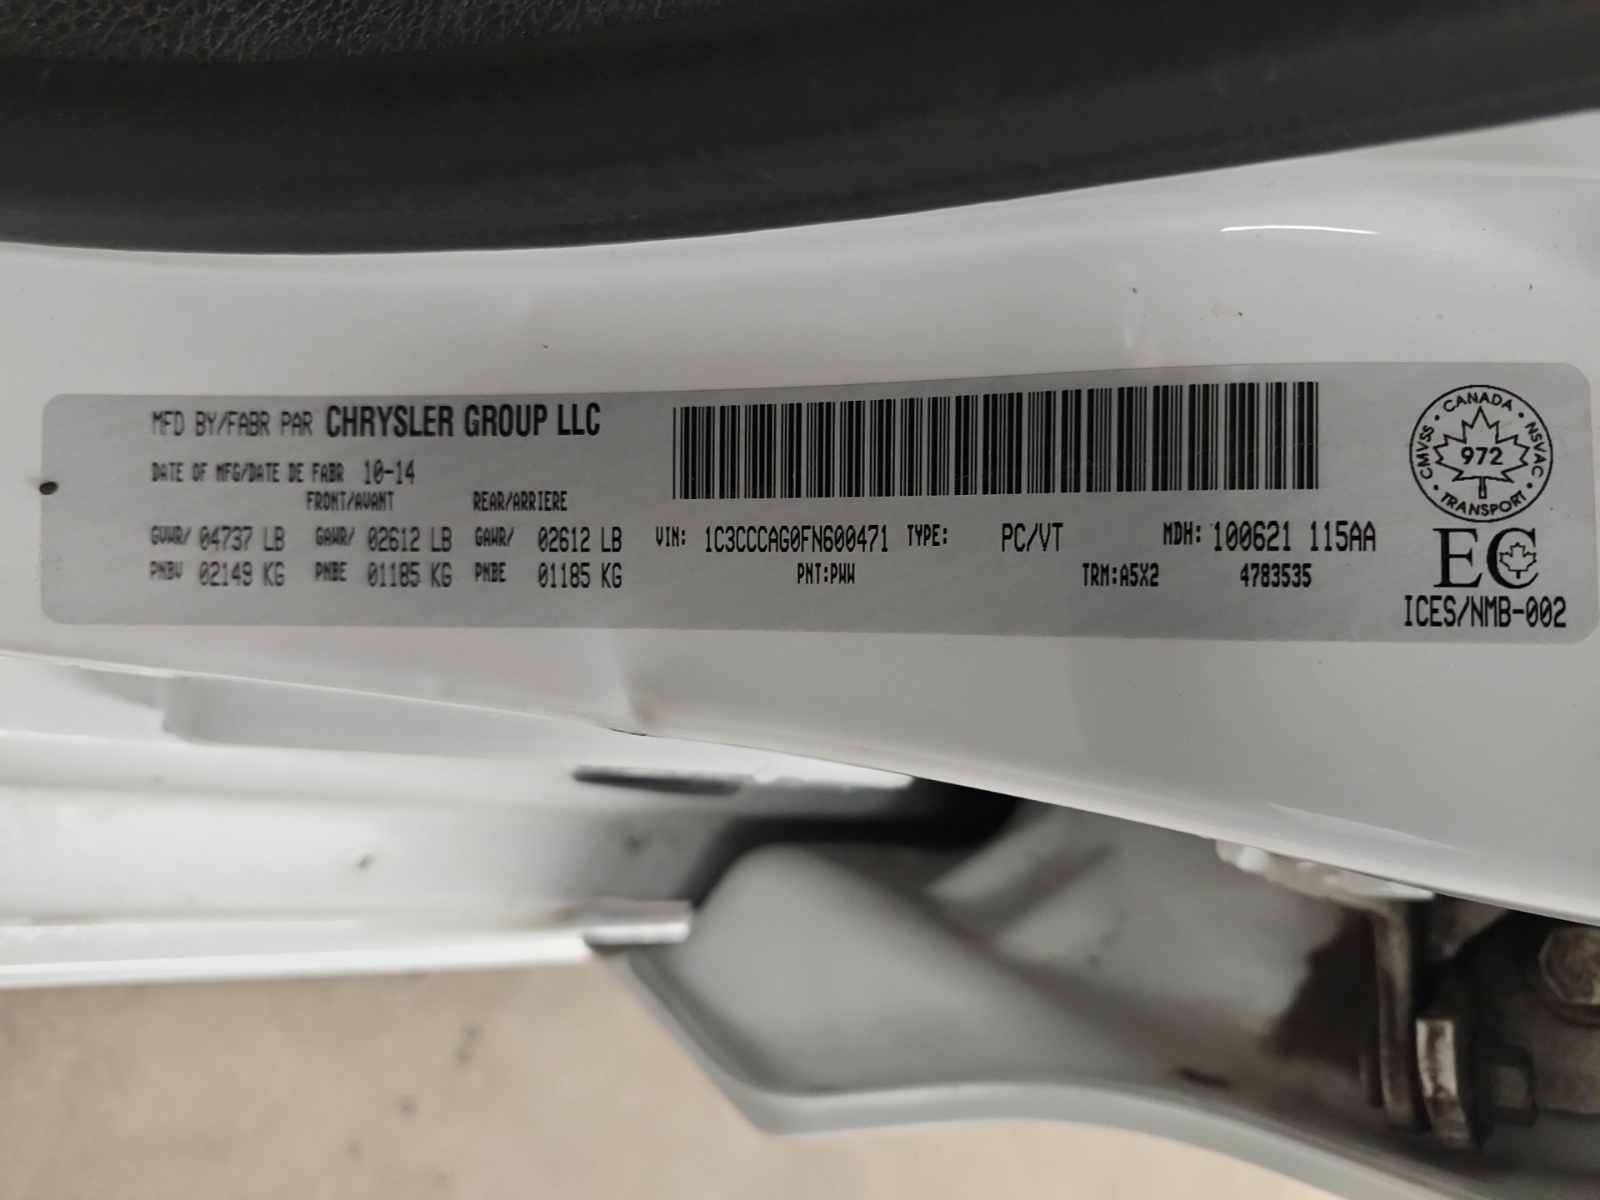 MFD BY/FABR PAR CHRYSLER GROUP LLC
DATE OF MFG/DATE DE FABR 10-14
FRONT/AVANT REAR/ARRIERE
GVWR/ 04737 LB GAWR/ 02612 LB GAWR/ 02612 LB
PNBV 02149 KG PNBE 01185 KG PNBE 01185 KG
VIN: 1C3CCCAG0FN600471 TYPE: PC/VT MDH: 100621 115AA
PNT:PWW TRM:A5X2 4783535
CANADA
CMVSS 972 NSVAC
TRANSPORT
EC
ICES/NMB-002